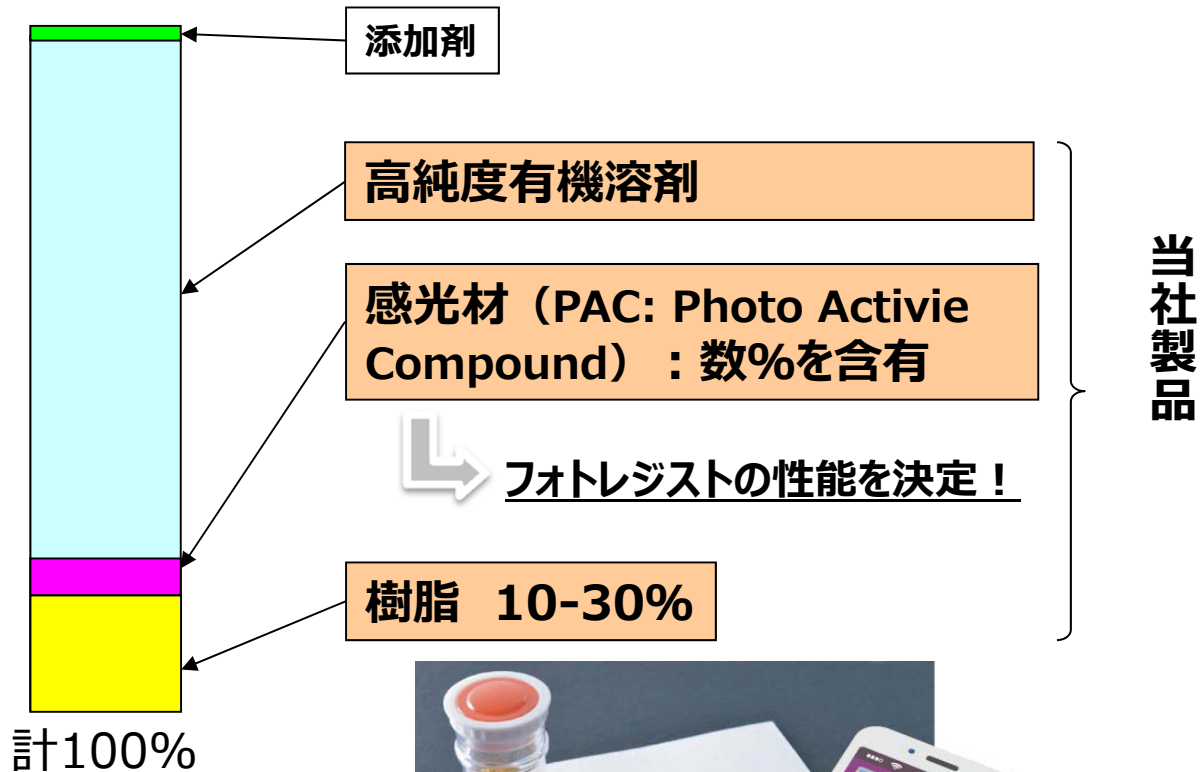 添加剤
高純度有機溶剤
感光材（PAC: Photo Activie
Compound）：数%を含有
フォトレジストの性能を決定！
樹脂 10-30%
計100%
当社製品